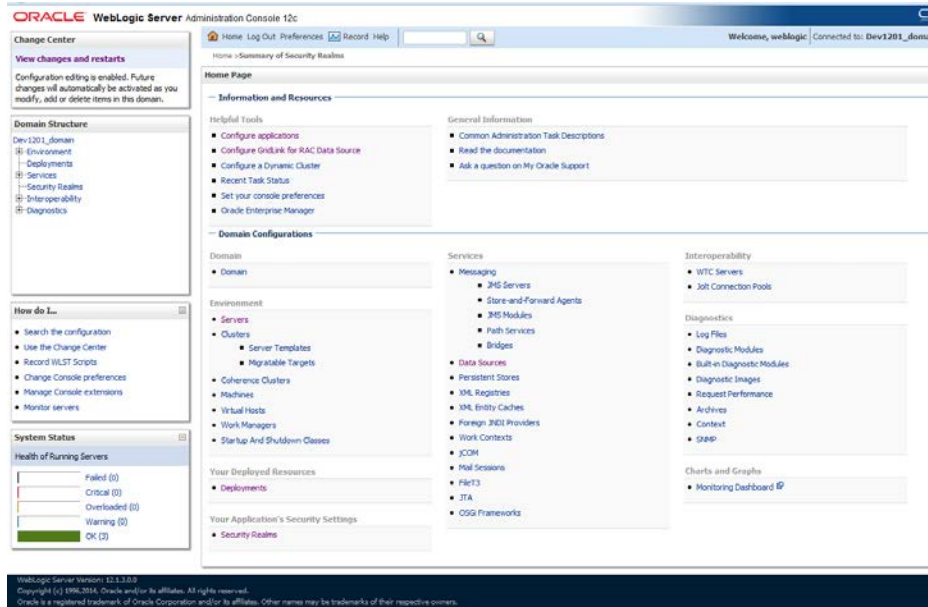 ORACLE WebLogic Server Administration Console 12c
Change Center
View changes and restarts
Configuration editing is enabled. Future
changes will automatically be activated as you
modify, add or delete items in this domain.
Domain Structure
Dev1201_domain
Environment
Deployments
Services
Security Realms
Interoperability
Diagnostics
How do I...
Search the configuration
Use the Change Center
Record WLST Scripts
Change Console preferences
Manage Console extensions
Monitor servers
System Status
Health of Running Servers
Failed (0)
Critical (0)
Overloaded (0)
Warning (0)
OK (3)
Home Log Out Preferences Record Help
Welcome, weblogic Connected to: Dev1201_doma
Home >Summary of Security Realms
Home Page
Information and Resources
Helpful Tools
Configure applications
Configure GridLink for RAC Data Source
Configure a Dynamic Cluster
Recent Task Status
Set your console preferences
Oracle Enterprise Manager
General Information
Common Administration Task Descriptions
Read the documentation
Ask a question on My Oracle Support
Domain Configurations
Domain
Domain
Environment
Servers
Clusters
Server Templates
Migratable Targets
Coherence Clusters
Machines
Virtual Hosts
Work Managers
Startup And Shutdown Classes
Your Deployed Resources
Deployments
Your Application's Security Settings
Security Realms
Services
Messaging
JMS Servers
Store-and-Forward Agents
JMS Modules
Path Services
Bridges
Data Sources
Persistent Stores
XML Registries
XML Entity Caches
Foreign JNDI Providers
Work Contexts
jCOM
Mail Sessions
FileT3
JTA
OSGi Frameworks
Interoperability
WTC Servers
Jolt Connection Pools
Diagnostics
Log Files
Diagnostic Modules
Built-in Diagnostic Modules
Diagnostic Images
Request Performance
Archives
Context
SNMP
Charts and Graphs
Monitoring Dashboard
WebLogic Server Version: 12.1.3.0.0
Copyright (c) 1996,2014, Oracle and/or its affiliates. All rights reserved.
Oracle is a registered trademark of Oracle Corporation and/or its affiliates. Other names may be trademarks of their respective owners.